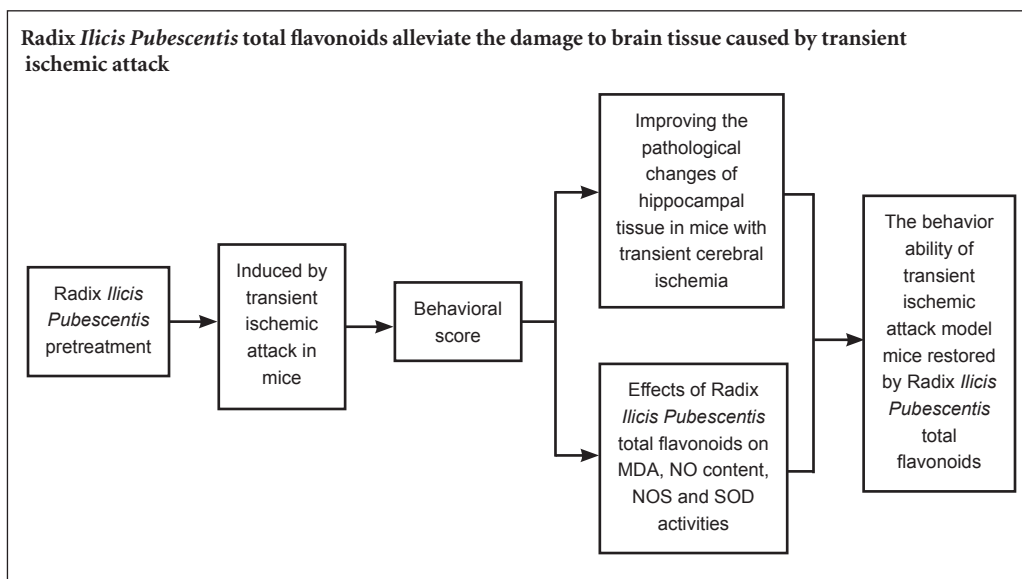 Radix Ilicis Pubescentis total flavonoids alleviate the damage to brain tissue caused by transient
ischemic attack
Radix Ilicis
Pubescentis
pretreatment
Induced by
transient
ischemic
attack in
mice
Behavioral
score
Improving the
pathological
changes of
hippocampal
tissue in mice with
transient cerebral
ischemia
Effects of Radix
Ilicis Pubescentis
total flavonoids on
MDA, NO content,
NOS and SOD
activities
The behavior
ability of
transient
ischemic
attack model
mice restored
by Radix Ilicis
Pubescentis
total
flavonoids